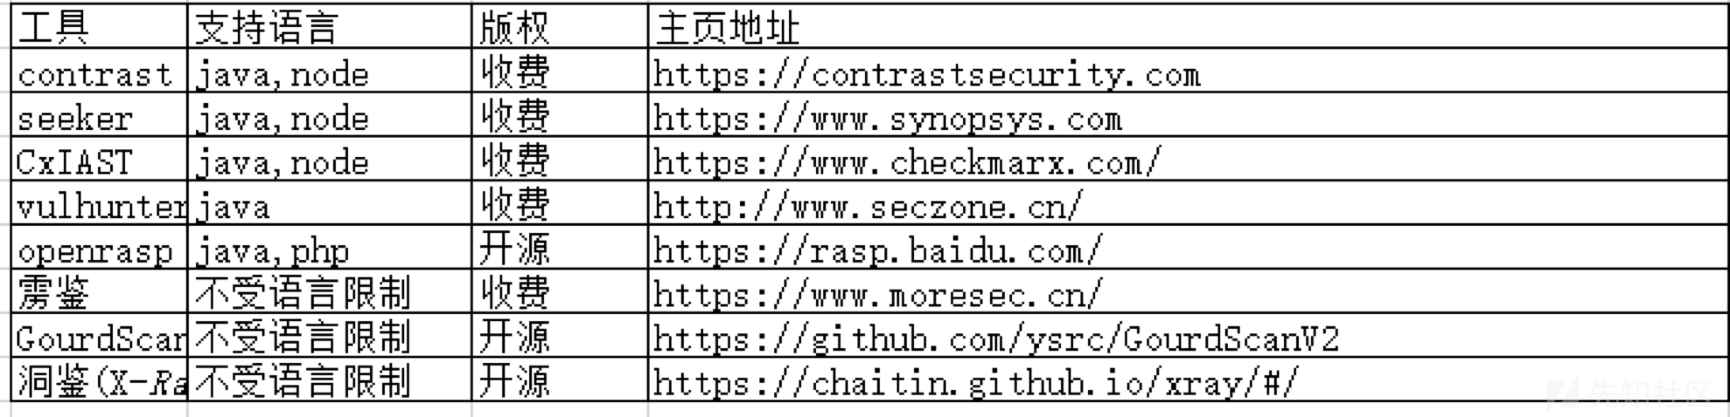 工具 支持语言 版权 主页地址
contrast java,node 收费 https://contrastsecurity.com
seeker java,node 收费 https://www.synopsys.com
CxIAST java,node 收费 https://www.checkmarx.com/
vulhunter java 收费 http://www.seczone.cn/
openrasp java,php 开源 https://rasp.baidu.com/
雳鉴 不受语言限制 收费 https://www.moresec.cn/
GourdScan 不受语言限制 开源 https://github.com/ysrc/GourdScanV2
洞鉴(X-Ra 不受语言限制 开源 https://chaitin.github.io/xray/#/
先知社区